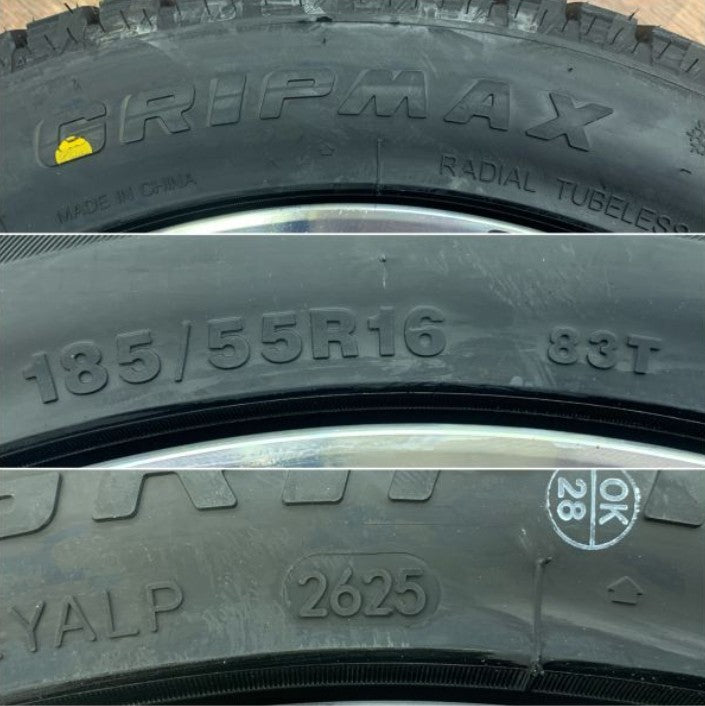 GRIPMAX
MADE IN CHINA
RADIAL TUBELESS
185/55R16 83T
OK
28
YALP 2625